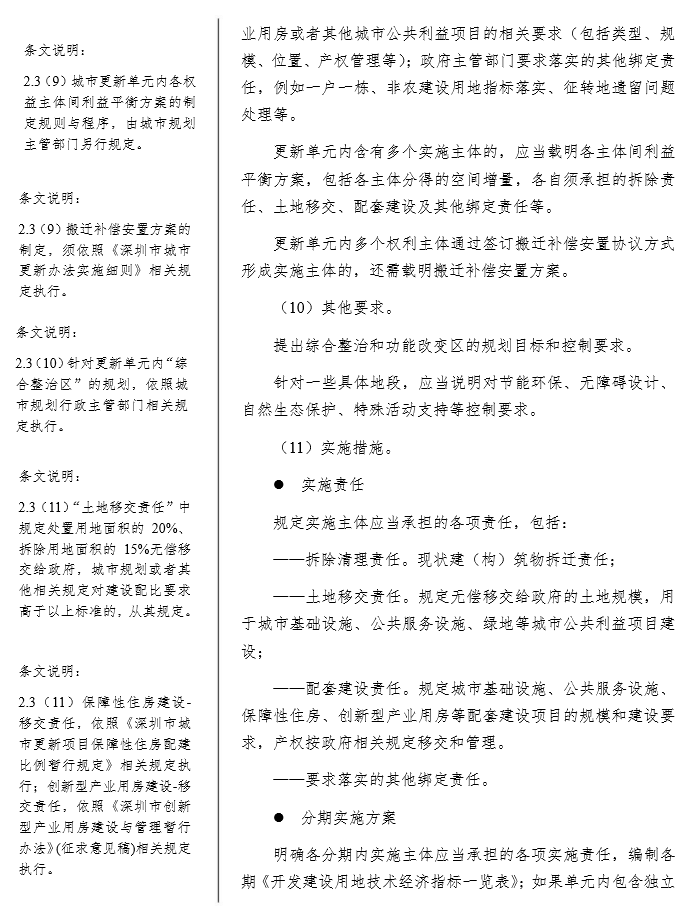 条文说明：
2.3（9）城市更新单元内各权
益主体间利益平衡方案的制
定规则与程序，由城市规划
主管部门另行规定。
条文说明：
2.3（9）搬迁补偿安置方案的
制定，须依照《深圳市城市
更新办法实施细则》相关规
定执行。
条文说明：
2.3（10）针对更新单元内“综
合整治区”的规划，依照城
市规划行政主管部门相关规
定执行。
条文说明：
2.3（11）“土地移交责任”中
规定处置用地面积的 20%、
拆除用地面积的 15%无偿移
交给政府，城市规划或者其
他相关规定对建设配比要求
高于以上标准的，从其规定。
条文说明：
2.3（11）保障性住房建设-
移交责任，依照《深圳市城
市更新项目保障性住房配建
比例暂行规定》相关规定执
行；创新型产业用房建设-移
交责任，依照《深圳市创新
型产业用房建设与管理暂行
办法》(征求意见稿)相关规定
执行。
业用房或者其他城市公共利益项目的相关要求（包括类型、规
模、位置、产权管理等）；政府主管部门要求落实的其他绑定责
任，例如一户一栋、非农建设用地指标落实、征转地遗留问题
处理等。
更新单元内含有多个实施主体的，应当载明各主体间利益
平衡方案，包括各主体分得的空间增量，各自须承担的拆除责
任、土地移交、配套建设及其他绑定责任等。
更新单元内多个权利主体通过签订搬迁补偿安置协议方式
形成实施主体的，还需载明搬迁补偿安置方案。
（10）其他要求。
提出综合整治和功能改变区的规划目标和控制要求。
针对一些具体地段，应当说明对节能环保、无障碍设计、
自然生态保护、特殊活动支持等控制要求。
（11）实施措施。
● 实施责任
规定实施主体应当承担的各项责任，包括：
——拆除清理责任。现状建（构）筑物拆迁责任；
——土地移交责任。规定无偿移交给政府的土地规模，用
于城市基础设施、公共服务设施、绿地等城市公共利益项目建
设；
——配套建设责任。规定城市基础设施、公共服务设施、
保障性住房、创新型产业用房等配套建设项目的规模和建设要
求，产权按政府相关规定移交和管理。
——要求落实的其他绑定责任。
● 分期实施方案
明确各分期内实施主体应当承担的各项实施责任，编制各
期《开发建设用地技术经济指标一览表》；如果单元内包含独立